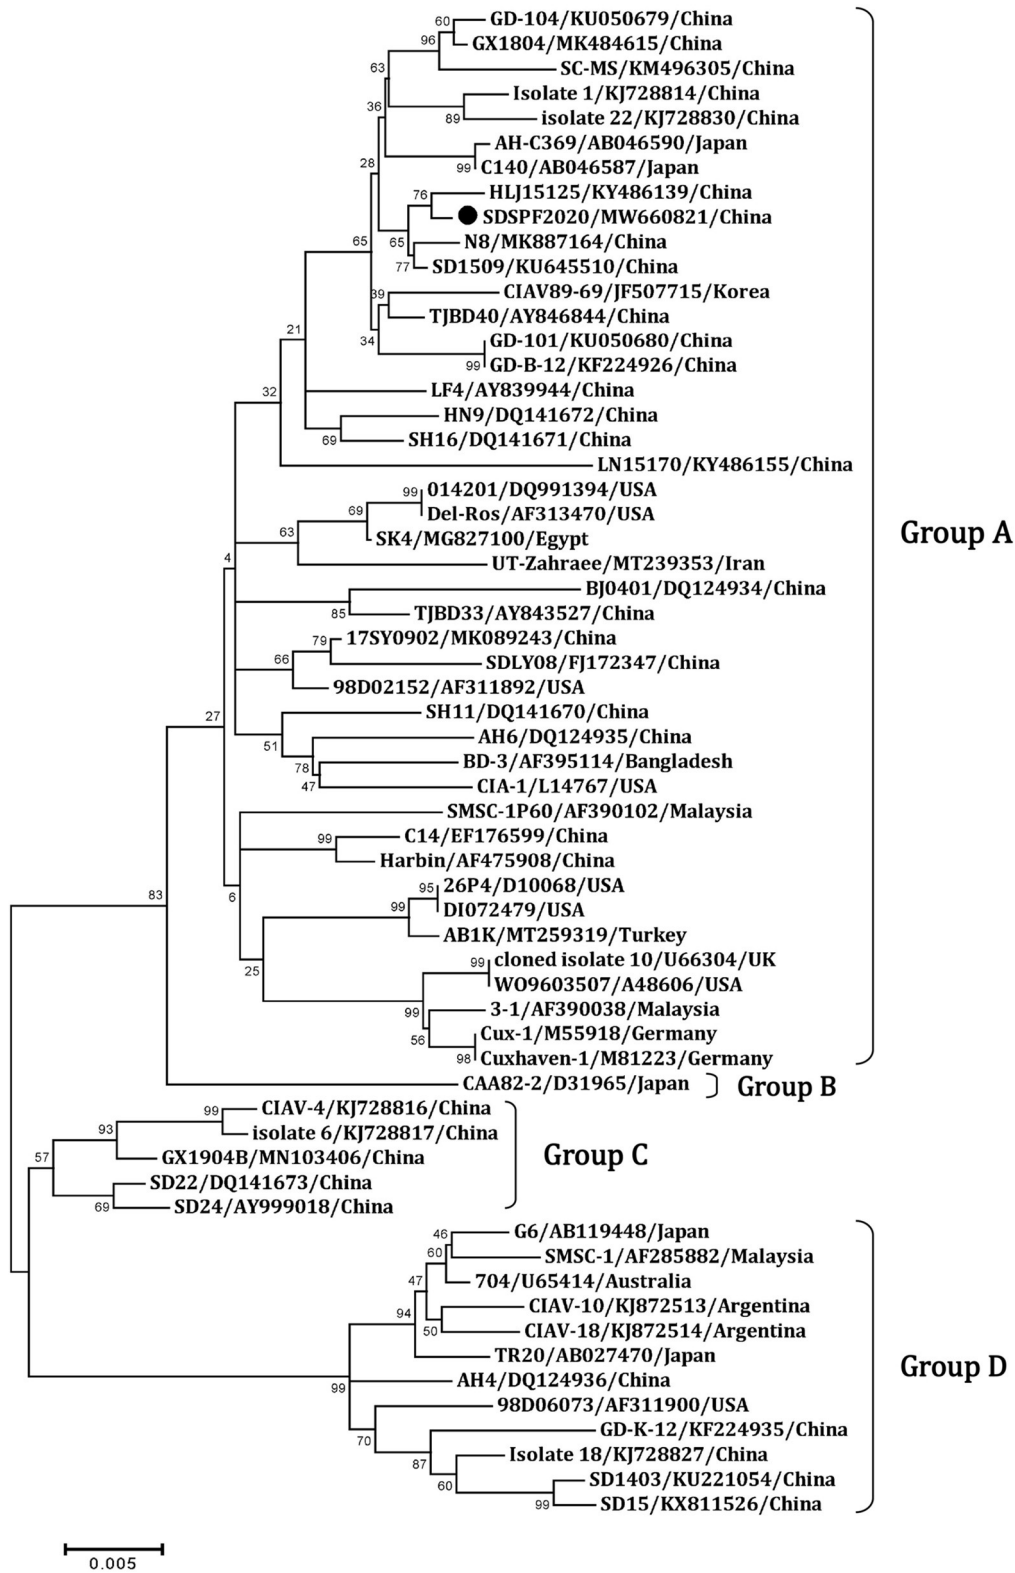 60 GD-104/KU050679/China
96 GX1804/MK484615/China
63 SC-MS/KM496305/China
Isolate 1/KJ728814/China
36
89 isolate 22/KJ728830/China
AH-C369/AB046590/Japan
28 99 C140/AB046587/Japan
76 HLJ15125/KY486139/China
SDSPF2020/MW660821/China
65 65 N8/MK887164/China
77 SD1509/KU645510/China
39 CIAV89-69/JF507715/Korea
TJBD40/AY846844/China
21 34 GD-101/KU050680/China
99 GD-B-12/KF224926/China
32 LF4/AY839944/China
HN9/DQ141672/China
69 SH16/DQ141671/China
LN15170/KY486155/China
99 014201/DQ991394/USA
69 Del-Ros/AF313470/USA
63 SK4/MG827100/Egypt
Group A
4 UT-Zahraee/MT239353/Iran
BJ0401/DQ124934/China
85 TJBD33/AY843527/China
79 17SY0902/MK089243/China
66 SDLY08/FJ172347/China
98D02152/AF311892/USA
27 SH11/DQ141670/China
51 AH6/DQ124935/China
78 BD-3/AF395114/Bangladesh
47 CIA-1/L14767/USA
SMSC-1P60/AF390102/Malaysia
99 C14/EF176599/China
Harbin/AF475908/China
83 6 95 26P4/D10068/USA
99 DI072479/USA
AB1K/MT259319/Turkey
25 99 cloned isolate 10/U66304/UK
WO9603507/A48606/USA
99 3-1/AF390038/Malaysia
56 Cux-1/M55918/Germany
98 Cuxhaven-1/M81223/Germany
CAA82-2/D31965/Japan Group B
99 CIAV-4/KJ728816/China
93 isolate 6/KJ728817/China
57 GX1904B/MN103406/China Group C
SD22/DQ141673/China
69 SD24/AY999018/China
46 G6/AB119448/Japan
60 SMSC-1/AF285882/Malaysia
47 704/U65414/Australia
94 CIAV-10/KJ872513/Argentina
50 CIAV-18/KJ872514/Argentina
TR20/AB027470/Japan
Group D
99 AH4/DQ124936/China
98D06073/AF311900/USA
70 GD-K-12/KF224935/China
87 Isolate 18/KJ728827/China
60 SD1403/KU221054/China
99 SD15/KX811526/China
0.005